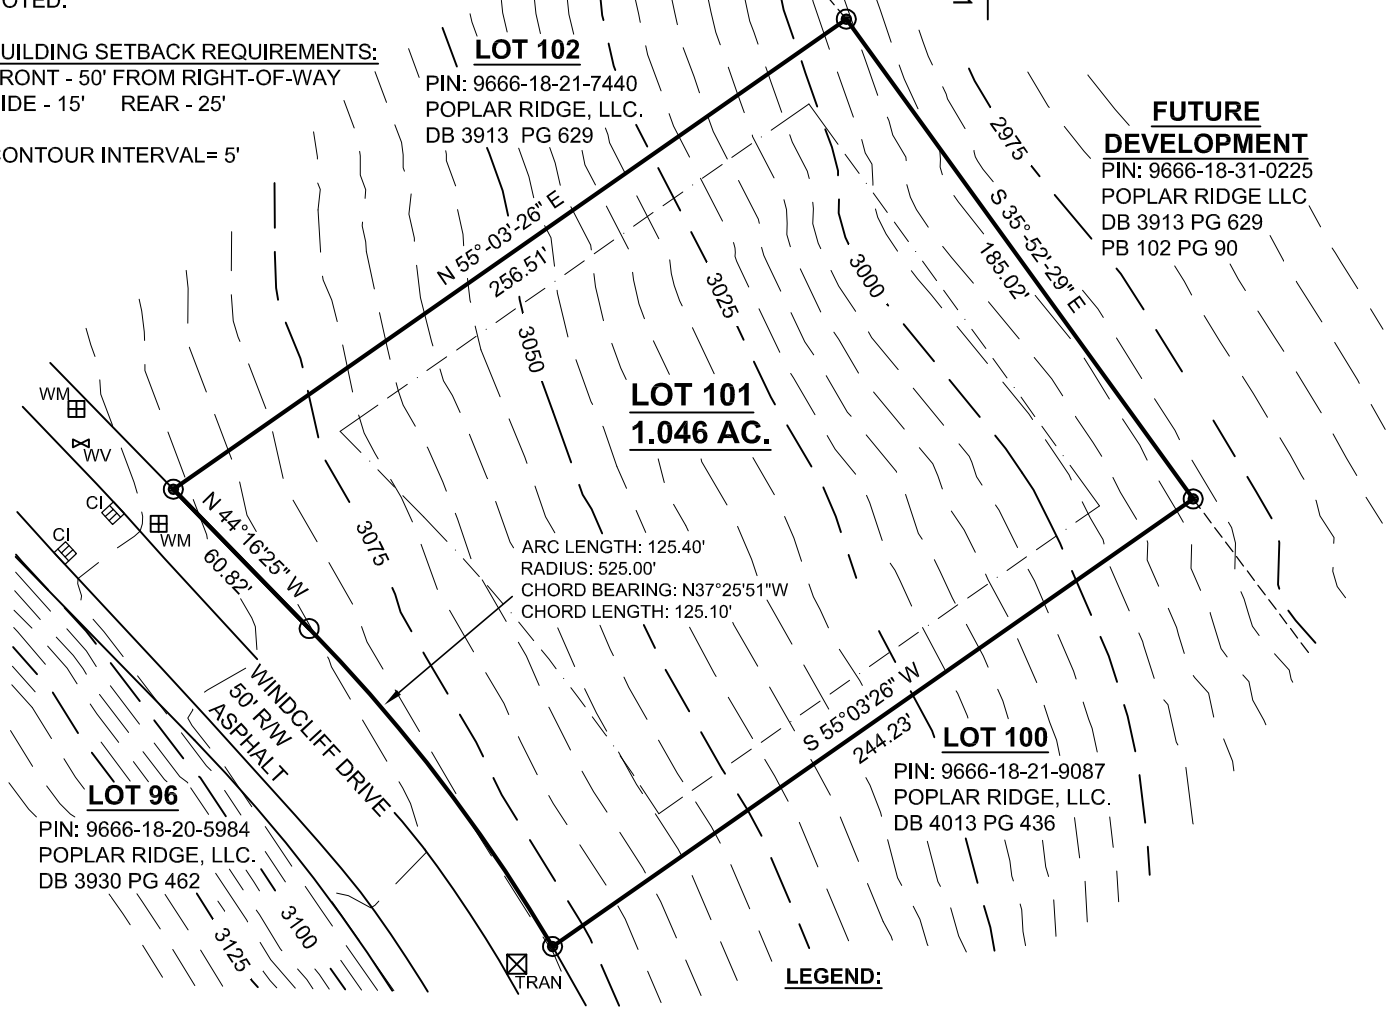 OTED.
UILDING SETBACK REQUIREMENTS:
RONT - 50' FROM RIGHT-OF-WAY
IDE - 15' REAR - 25'
CONTOUR INTERVAL= 5'
LOT 102
PIN: 9666-18-21-7440
POPLAR RIDGE, LLC.
DB 3913 PG 629
FUTURE
DEVELOPMENT
PIN: 9666-18-31-0225
POPLAR RIDGE LLC
DB 3913 PG 629
PB 102 PG 90
2975
S 35°-52'-29" E
185.02'
N 55°-03'-26" E
256.51'
3000
3025
3050
LOT 101
1.046 AC.
WM
WV
CI
CI
WM
N 44°16'25" W
60.82'
3075
ARC LENGTH: 125.40'
RADIUS: 525.00'
CHORD BEARING: N37°25'51"W
CHORD LENGTH: 125.10'
WINDCLIFF DRIVE
50' R/W
ASPHALT
S 55°03'26" W
244.23'
LOT 100
PIN: 9666-18-21-9087
POPLAR RIDGE, LLC.
DB 4013 PG 436
LOT 96
PIN: 9666-18-20-5984
POPLAR RIDGE, LLC.
DB 3930 PG 462
3100
3125
TRAN
LEGEND: